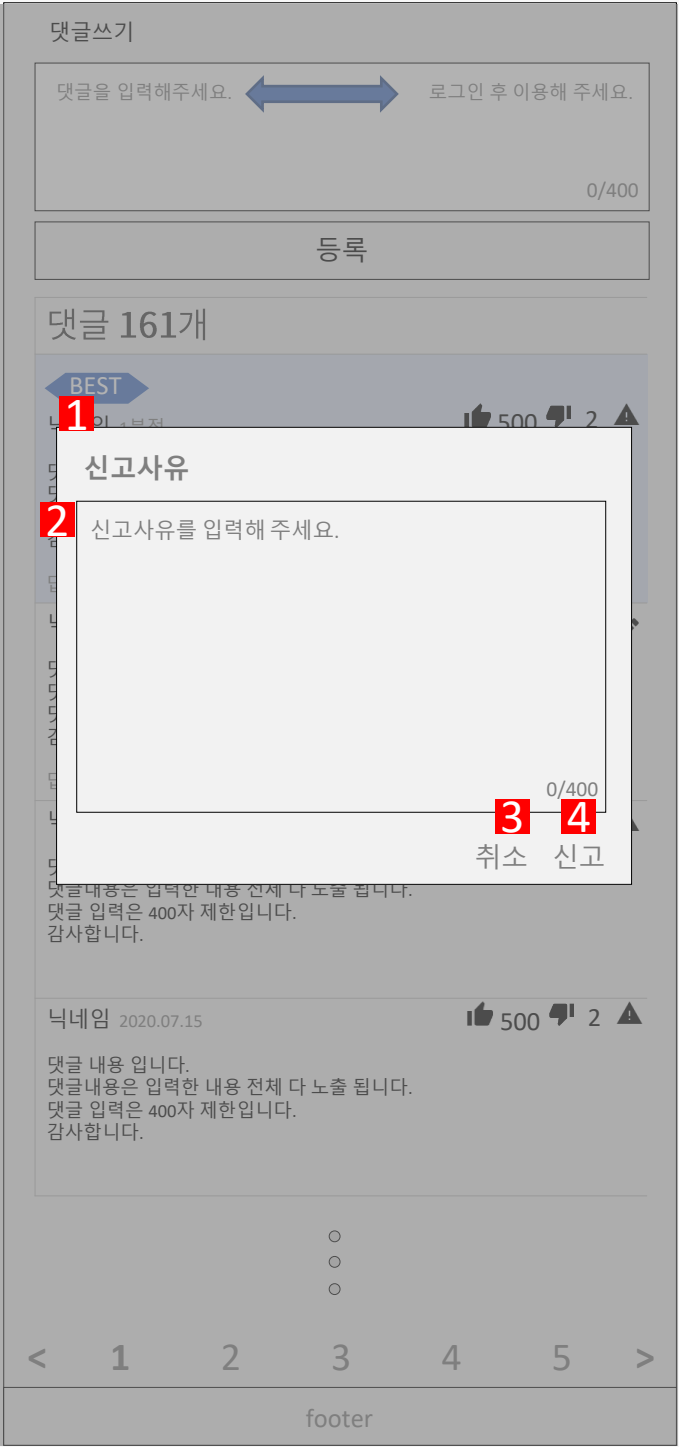 댓글쓰기
댓글을 입력해주세요. 로그인 후 이용해 주세요.
0/400
등록
댓글 161개
BEST
1
500 2
신고사유
2
신고사유를 입력해 주세요.
0/400
3 4
취소 신고
댓글내용은 입력한 내용 전체 다 노출 됩니다.
댓글 입력은 400자 제한입니다.
감사합니다.
닉네임 2020.07.15 500 2
댓글 내용 입니다.
댓글내용은 입력한 내용 전체 다 노출 됩니다.
댓글 입력은 400자 제한입니다.
감사합니다.
< 1 2 3 4 5 >
footer